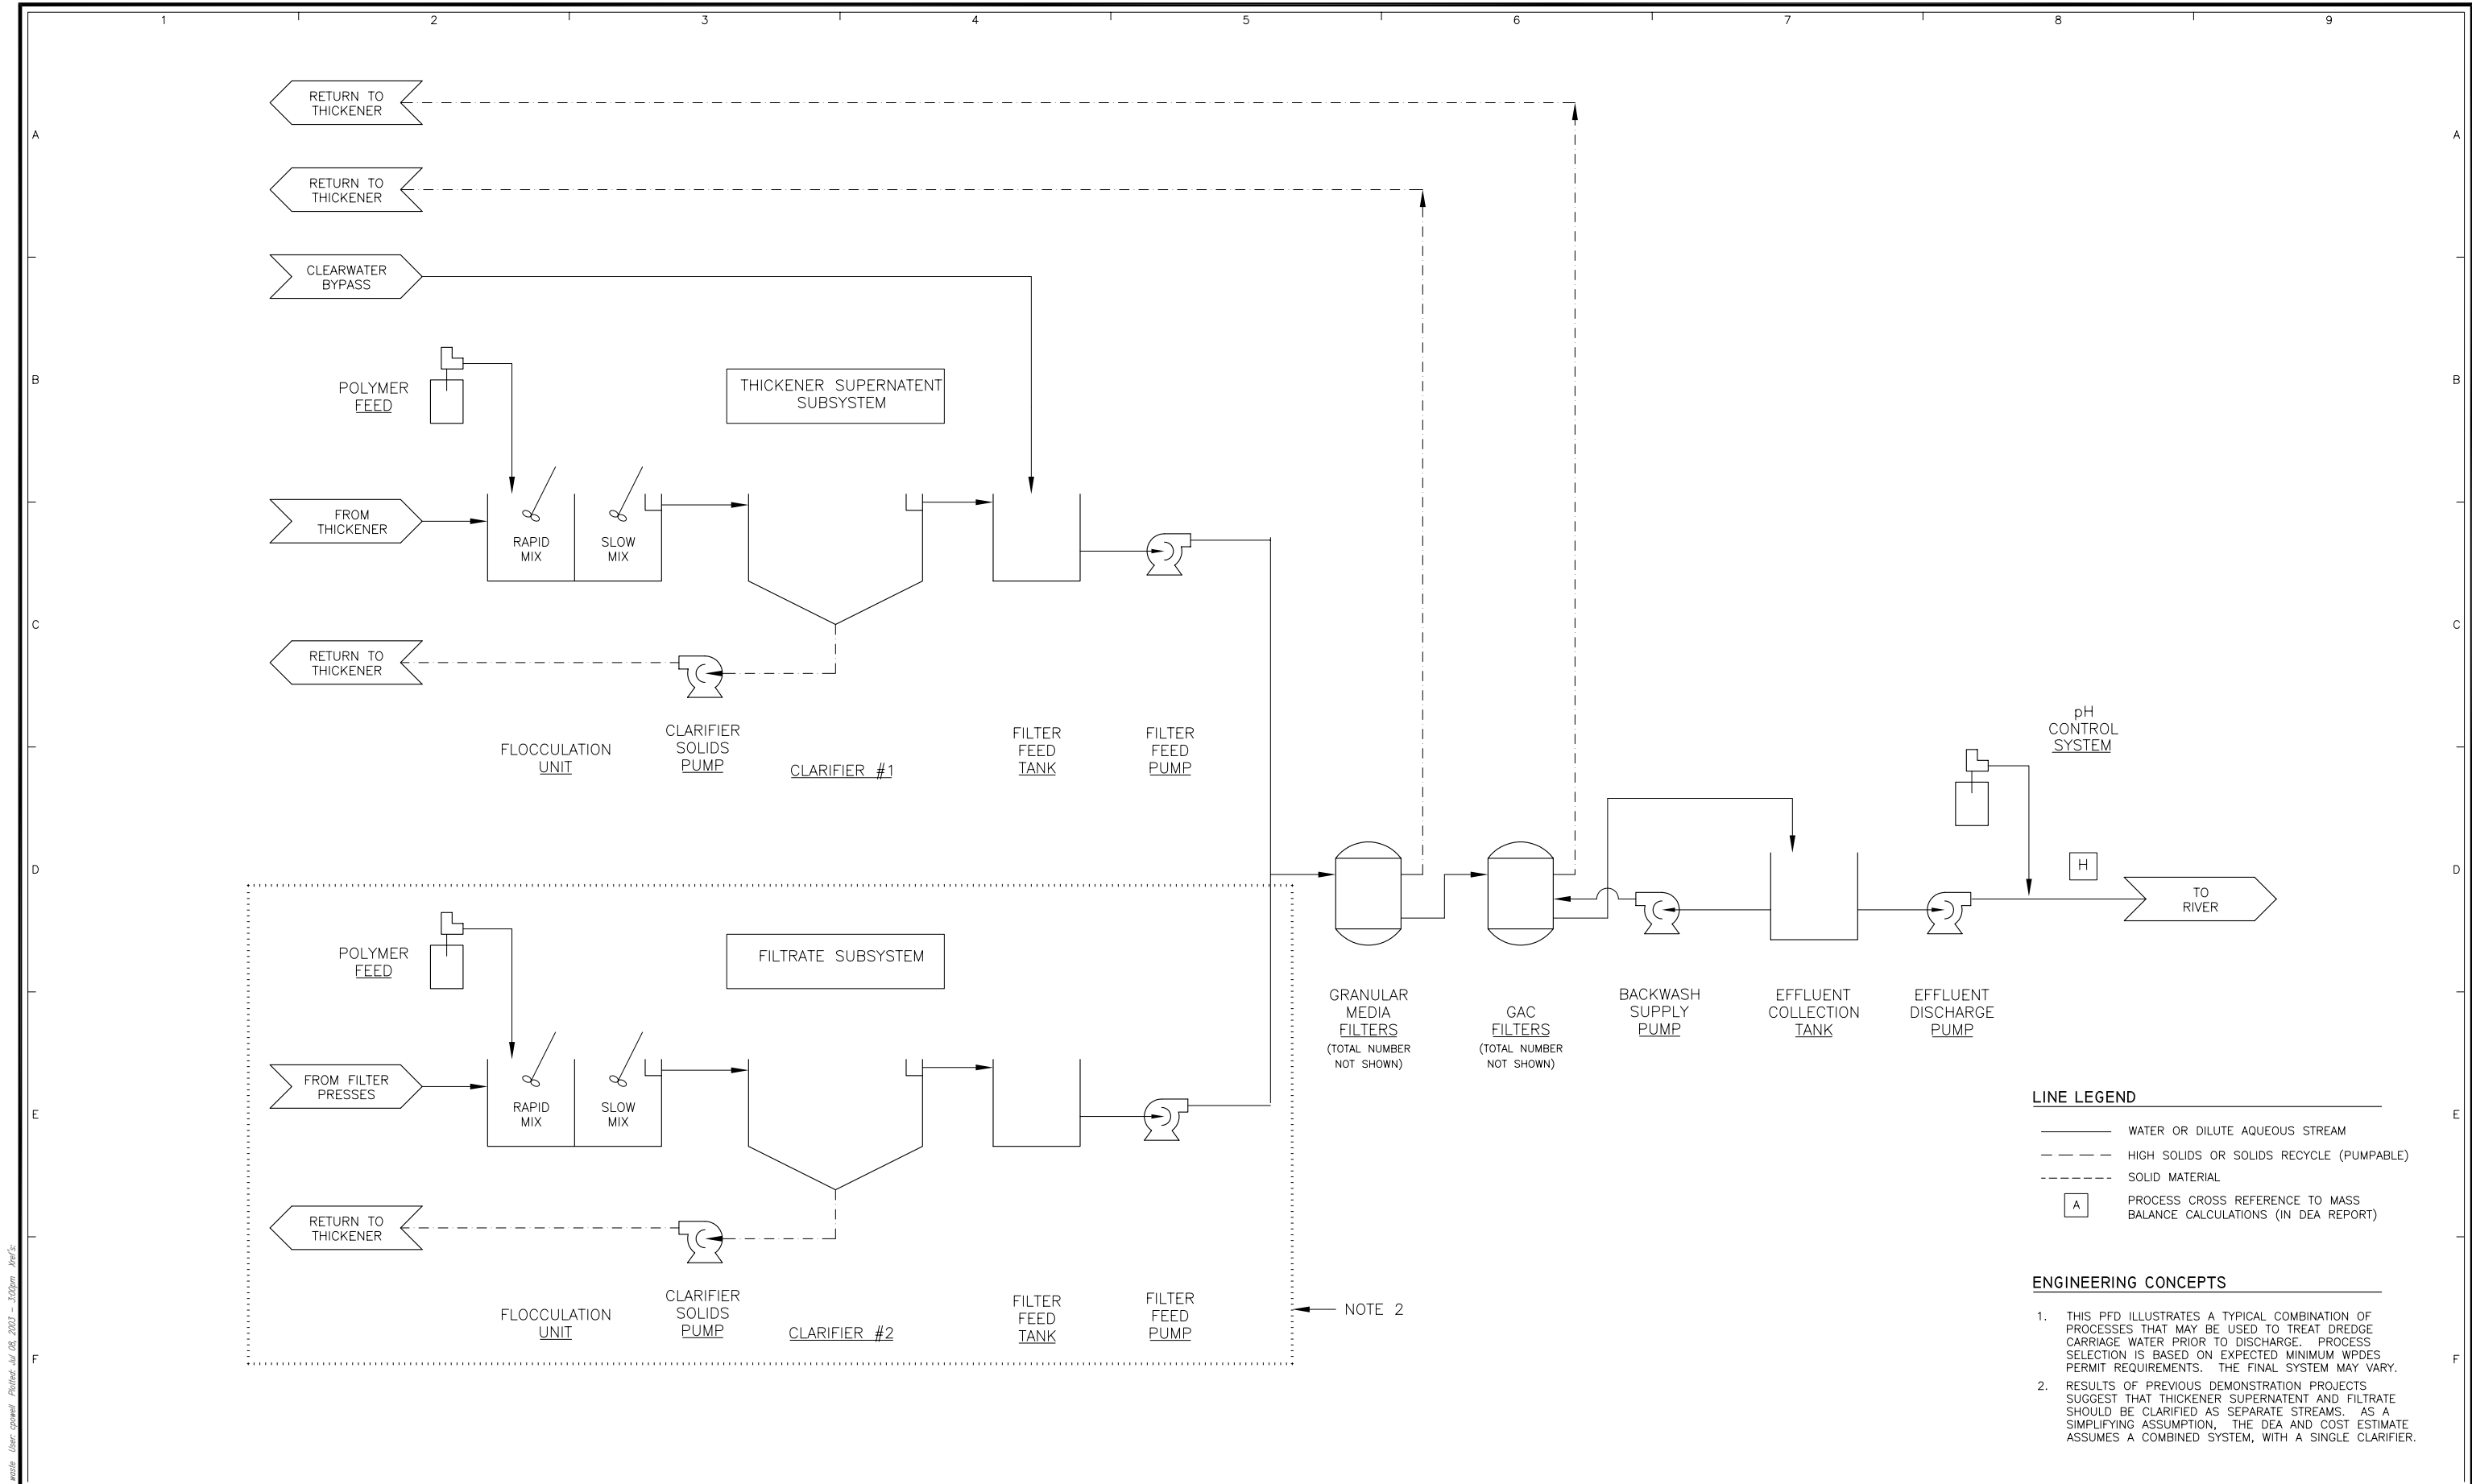 1 2 3 4 5 6 7 8 9
RETURN TO
THICKENER
A A
RETURN TO
THICKENER
CLEARWATER
BYPASS
B B
POLYMER
FEED
THICKENER SUPERNATENT
SUBSYSTEM
FROM
THICKENER
RAPID
MIX
SLOW
MIX
C C
RETURN TO
THICKENER
FLOCCULATION
UNIT
CLARIFIER
SOLIDS
PUMP
CLARIFIER #1
FILTER
FEED
TANK
FILTER
FEED
PUMP
pH
CONTROL
SYSTEM
D D
H
TO
RIVER
POLYMER
FEED
FILTRATE SUBSYSTEM
GRANULAR
MEDIA
FILTERS
(TOTAL NUMBER
NOT SHOWN)
GAC
FILTERS
(TOTAL NUMBER
NOT SHOWN)
BACKWASH
SUPPLY
PUMP
EFFLUENT
COLLECTION
TANK
EFFLUENT
DISCHARGE
PUMP
FROM FILTER
PRESSES
RAPID
MIX
SLOW
MIX
E E
RETURN TO
THICKENER
FLOCCULATION
UNIT
CLARIFIER
SOLIDS
PUMP
CLARIFIER #2
FILTER
FEED
TANK
FILTER
FEED
PUMP
NOTE 2
F F
LINE LEGEND
WATER OR DILUTE AQUEOUS STREAM
HIGH SOLIDS OR SOLIDS RECYCLE (PUMPABLE)
SOLID MATERIAL
A
PROCESS CROSS REFERENCE TO MASS
BALANCE CALCULATIONS (IN DEA REPORT)
ENGINEERING CONCEPTS
1. THIS PFD ILLUSTRATES A TYPICAL COMBINATION OF
PROCESSES THAT MAY BE USED TO TREAT DREDGE
CARRIAGE WATER PRIOR TO DISCHARGE. PROCESS
SELECTION IS BASED ON EXPECTED MINIMUM WPDES
PERMIT REQUIREMENTS. THE FINAL SYSTEM MAY VARY.
2. RESULTS OF PREVIOUS DEMONSTRATION PROJECTS
SUGGEST THAT THICKENER SUPERNATENT AND FILTRATE
SHOULD BE CLARIFIED AS SEPARATE STREAMS. AS A
SIMPLIFYING ASSUMPTION, THE DEA AND COST ESTIMATE
ASSUMES A COMBINED SYSTEM, WITH A SINGLE CLARIFIER.
waste User: cpowell Plotted: Jul 08, 2003 - 3:00pm Xref's: